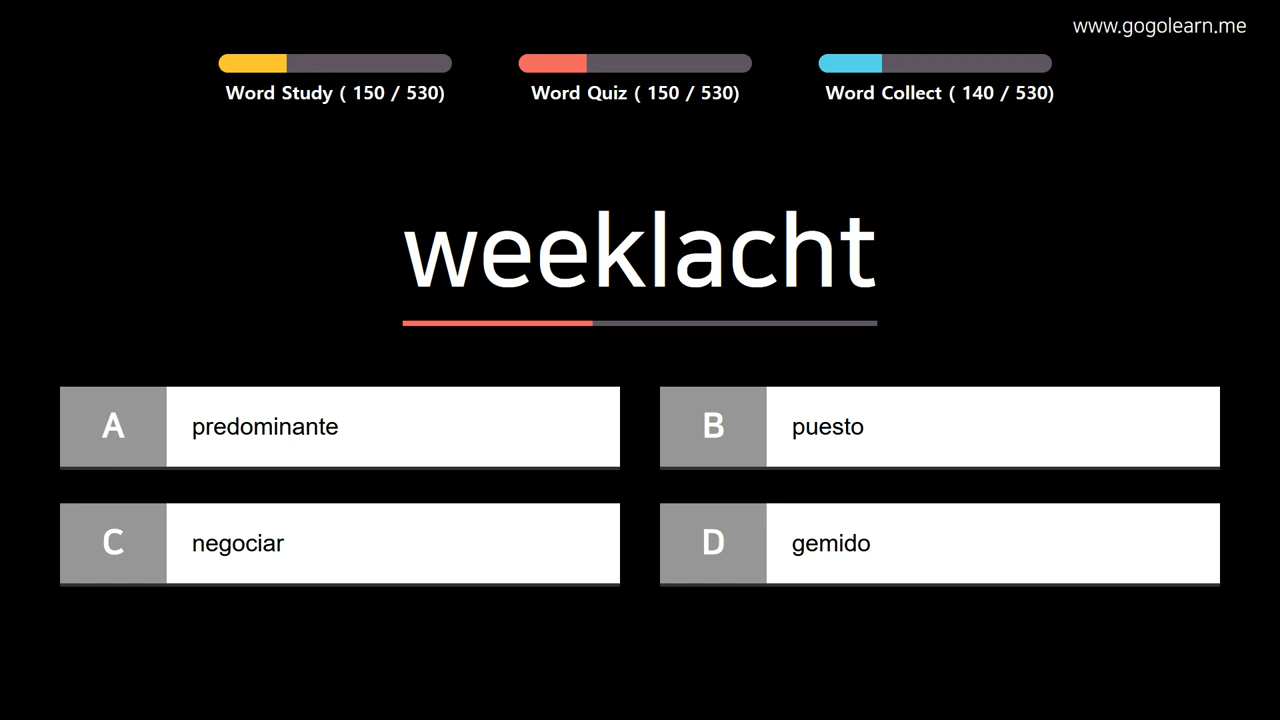 www.gogolearn.me
Word Study ( 150 / 530)
Word Quiz ( 150 / 530)
Word Collect ( 140 / 530)
weeklacht
A predominante
B puesto
C negociar
D gemido